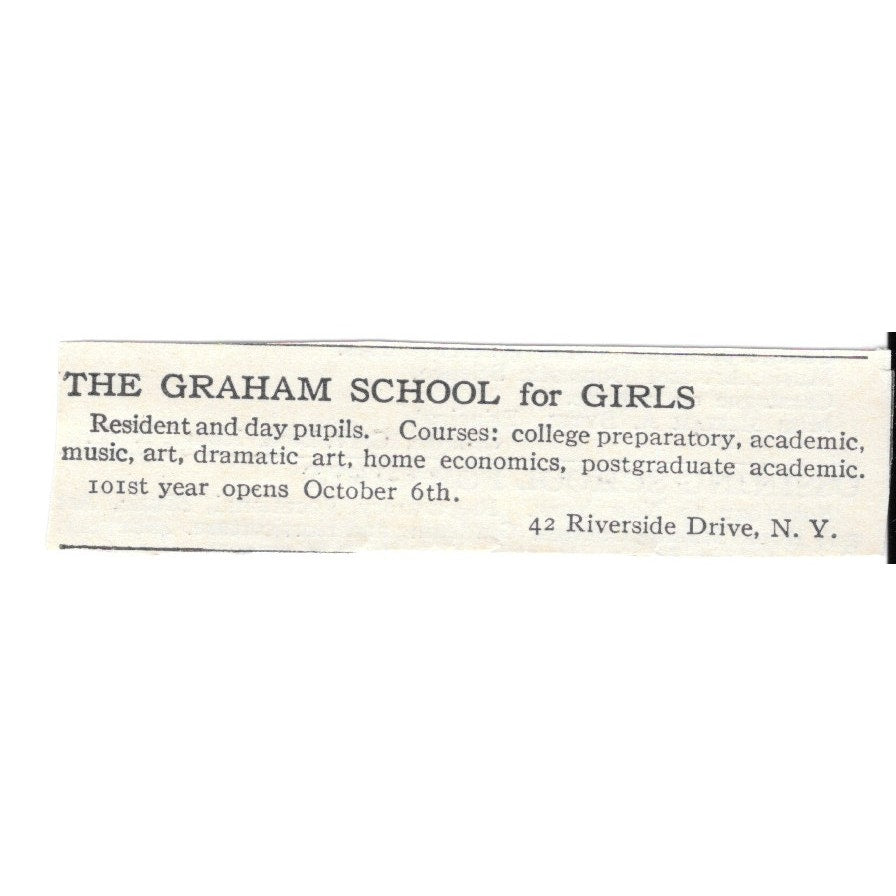 THE GRAHAM SCHOOL for GIRLS
Resident and day pupils. Courses: college preparatory, academic,
music, art, dramatic art, home economics, postgraduate academic.
101st year opens October 6th.
42 Riverside Drive, N. Y.